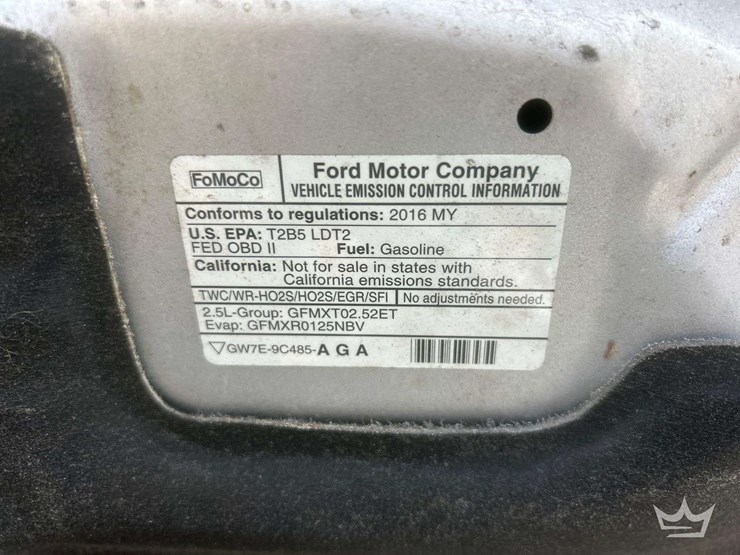 FoMoCo
Ford Motor Company
VEHICLE EMISSION CONTROL INFORMATION
Conforms to regulations: 2016 MY
U.S. EPA: T2B5 LDT2
FED OBD II Fuel: Gasoline
California: Not for sale in states with
California emissions standards.
TWC/WR-HO2S/HO2S/EGR/SFI No adjustments needed.
2.5L-Group: GFMXT02.52ET
Evap: GFMXR0125NBV
GW7E-9C485-A G A